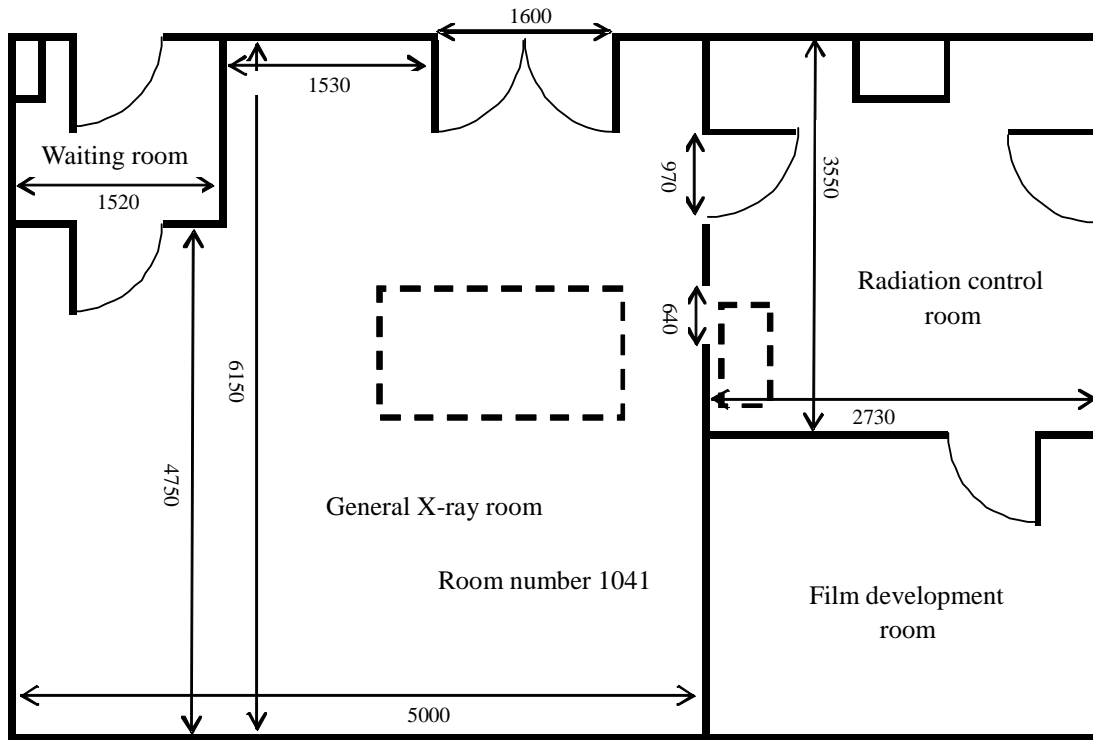 1600
1530
Waiting room
1520
970
3550
Radiation control
room
640
6150
2730
4750
General X-ray room
Room number 1041
Film development
room
5000